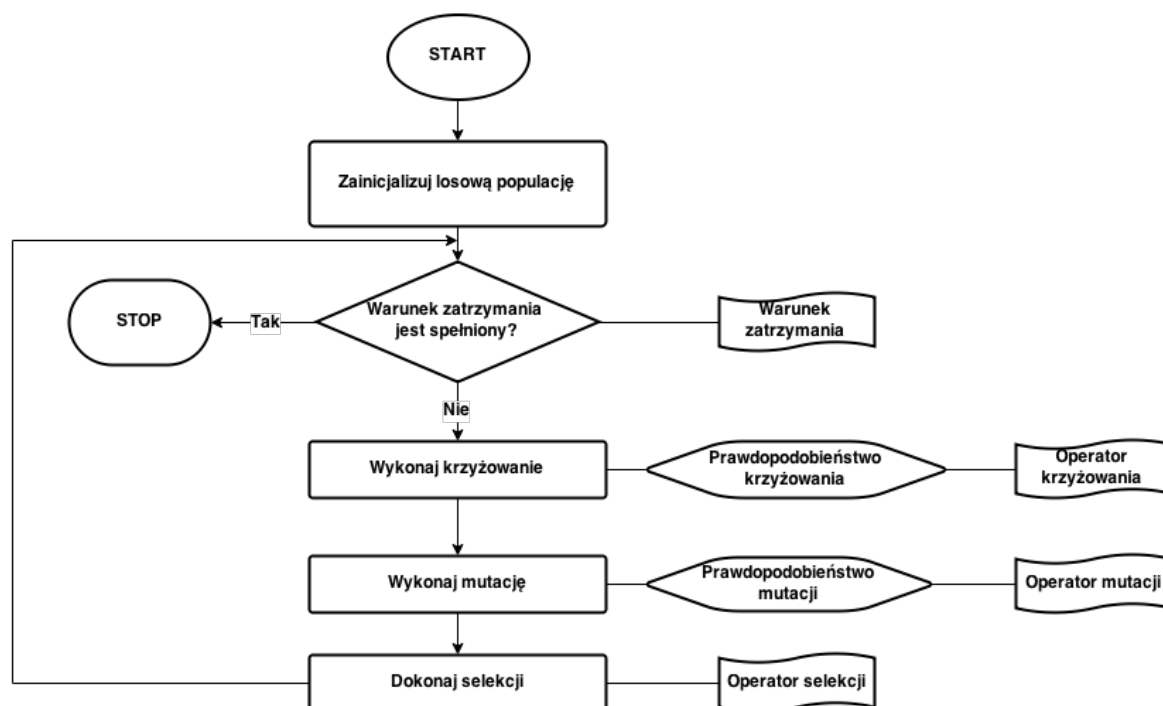 START
Zainicjalizuj losową populację
Warunek zatrzymania
jest spełniony?
STOP
Tak
Warunek
zatrzymania
Nie
Wykonaj krzyżowanie
Prawdopodobieństwo
krzyżowania
Operator
krzyżowania
Wykonaj mutację
Prawdopodobieństwo
mutacji
Operator mutacji
Dokonaj selekcji
Operator selekcji